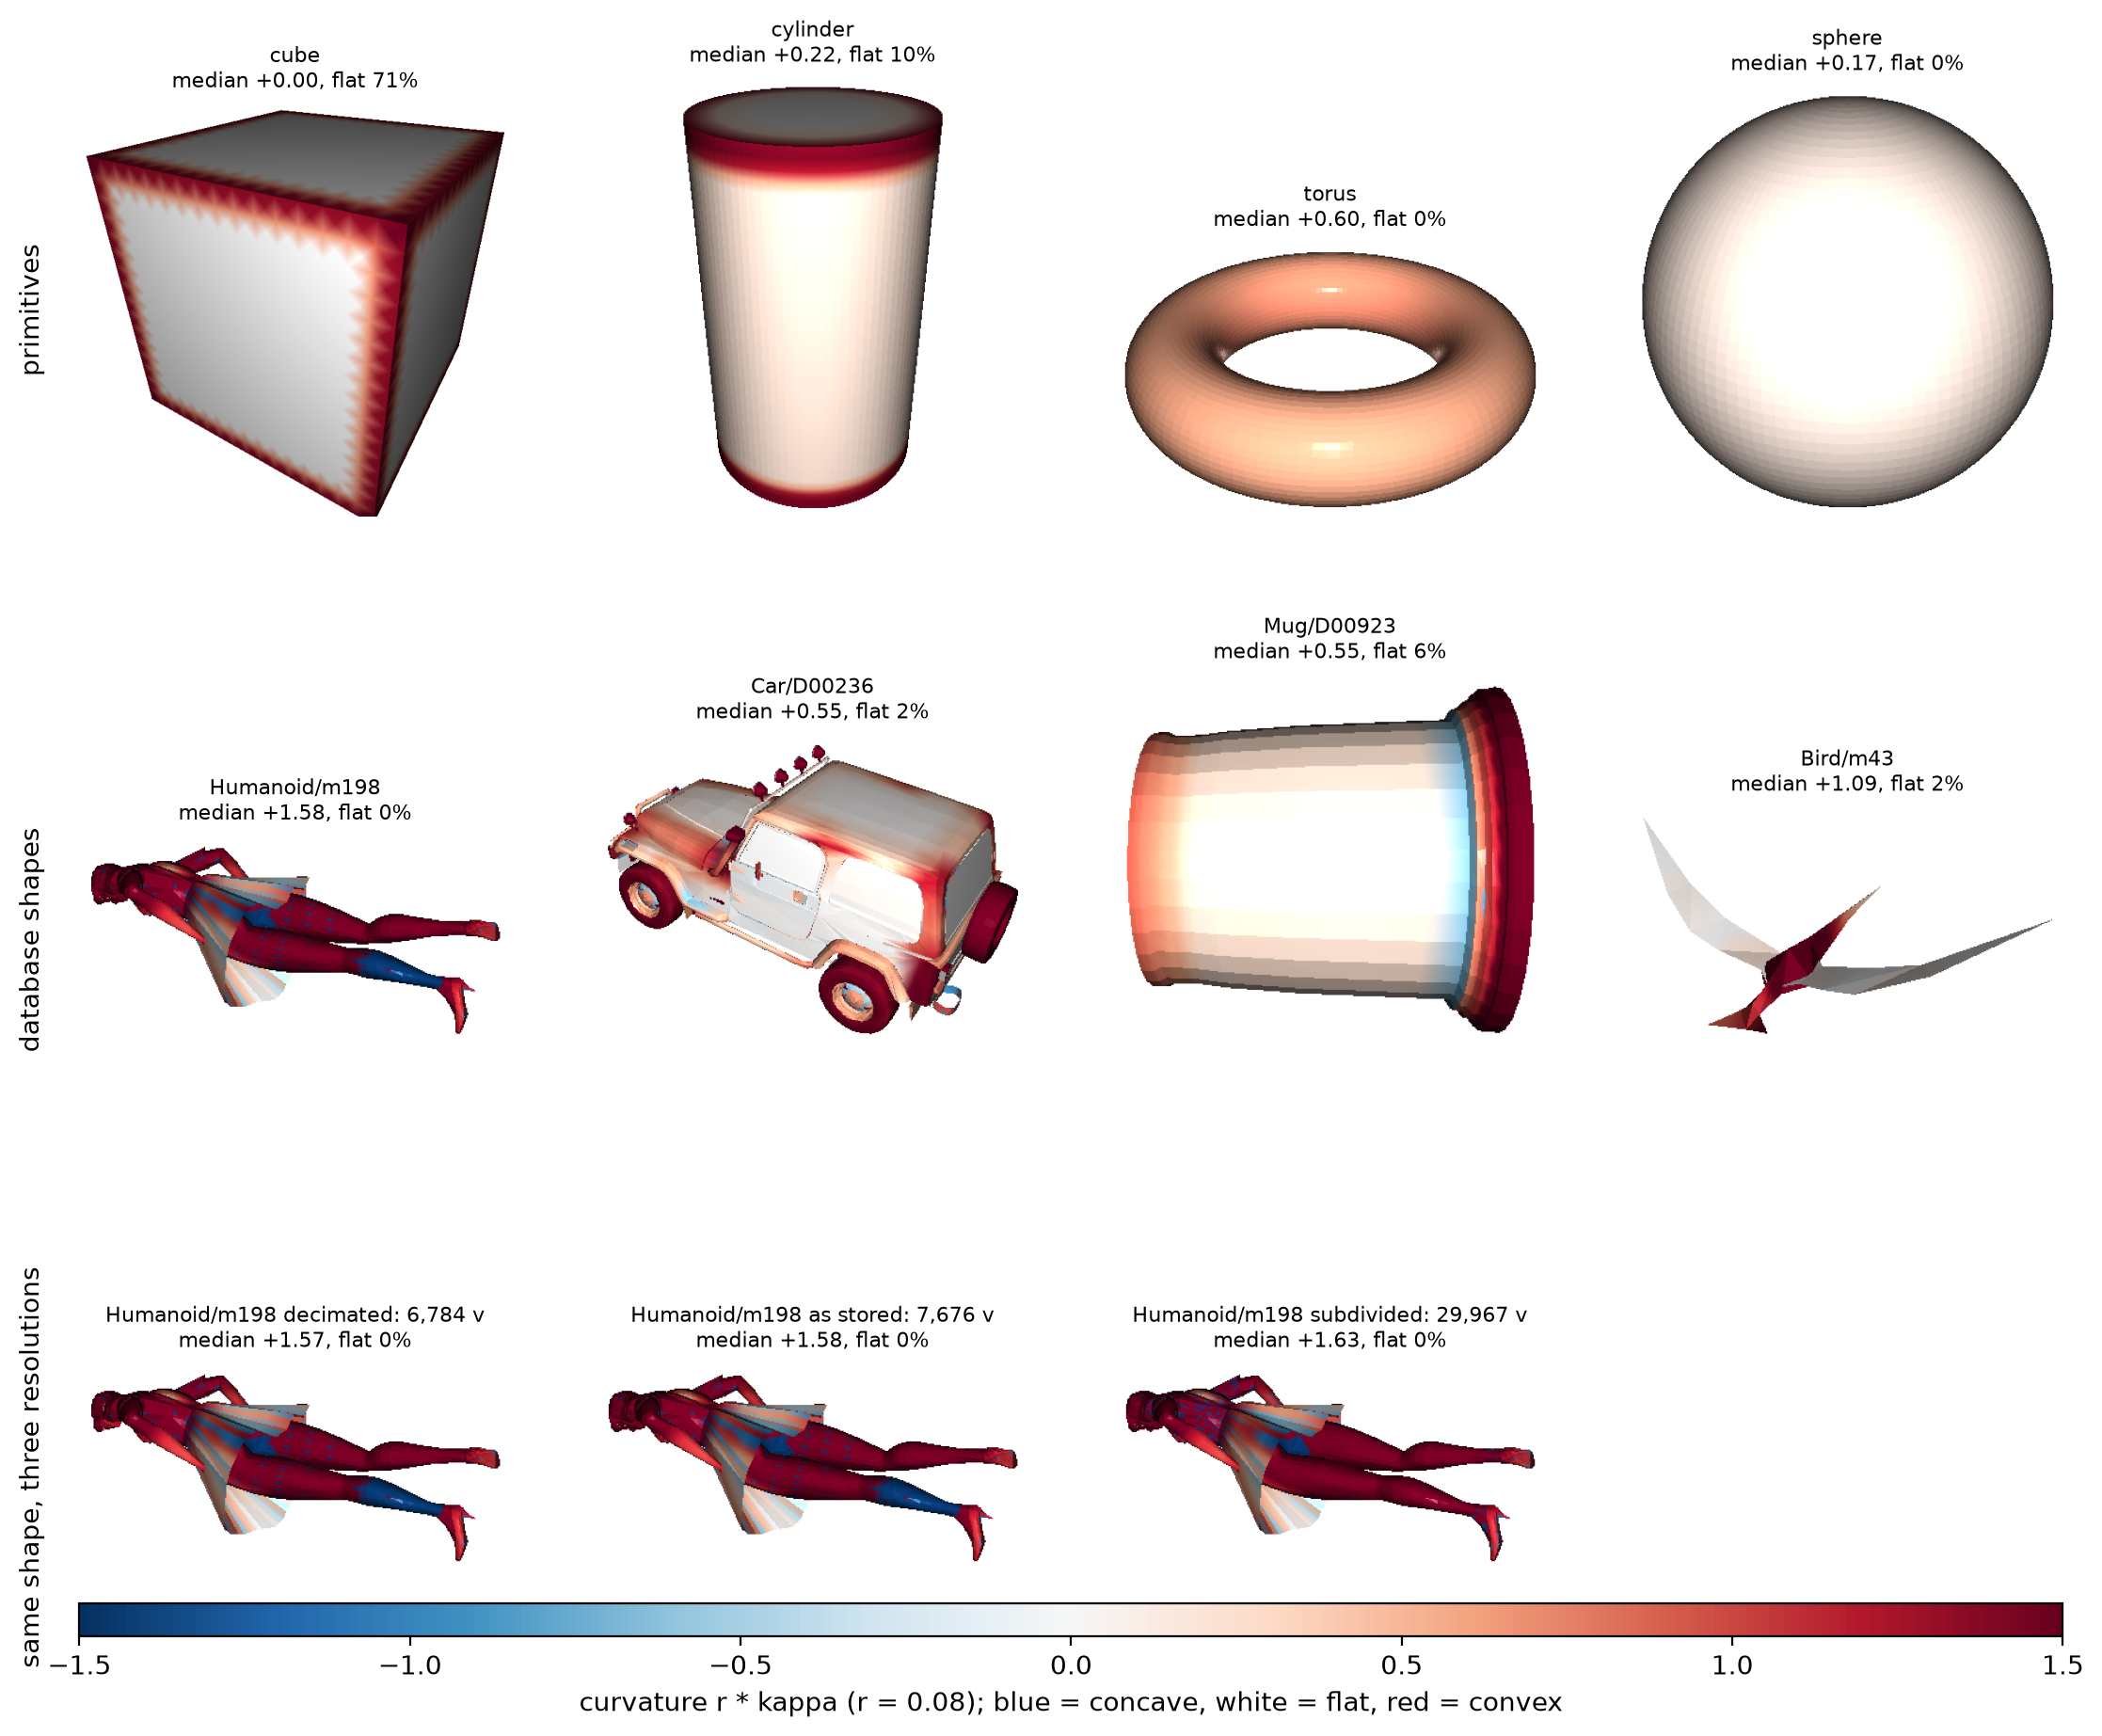 cube
median +0.00, flat 71%
cylinder
median +0.22, flat 10%
torus
median +0.60, flat 0%
sphere
median +0.17, flat 0%
primitives
Humanoid/m198
median +1.58, flat 0%
Car/D00236
median +0.55, flat 2%
Mug/D00923
median +0.55, flat 6%
Bird/m43
median +1.09, flat 2%
database shapes
Humanoid/m198 decimated: 6,784 v
median +1.57, flat 0%
Humanoid/m198 as stored: 7,676 v
median +1.58, flat 0%
Humanoid/m198 subdivided: 29,967 v
median +1.63, flat 0%
same shape, three resolutions
−1.5 −1.0 −0.5 0.0 0.5 1.0 1.5
curvature r * kappa (r = 0.08); blue = concave, white = flat, red = convex